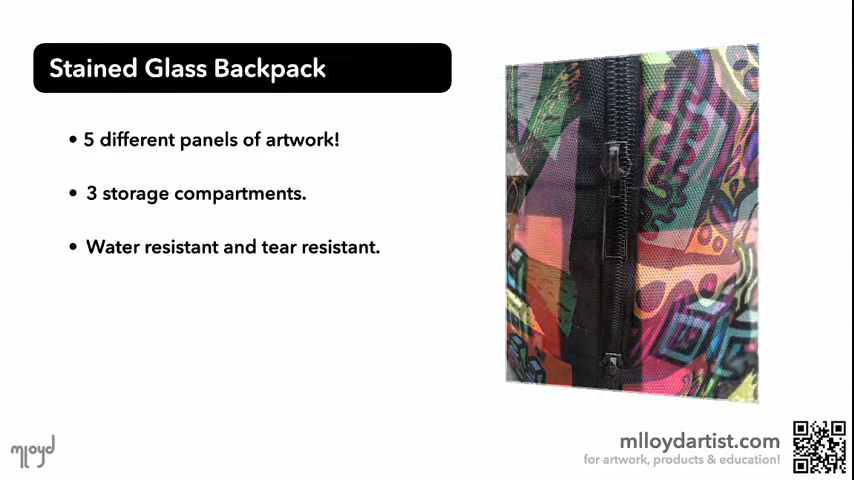 Stained Glass Backpack
• 5 different panels of artwork!
• 3 storage compartments.
• Water resistant and tear resistant.
mlloyd
mlloydartist.com
for artwork, products & education!